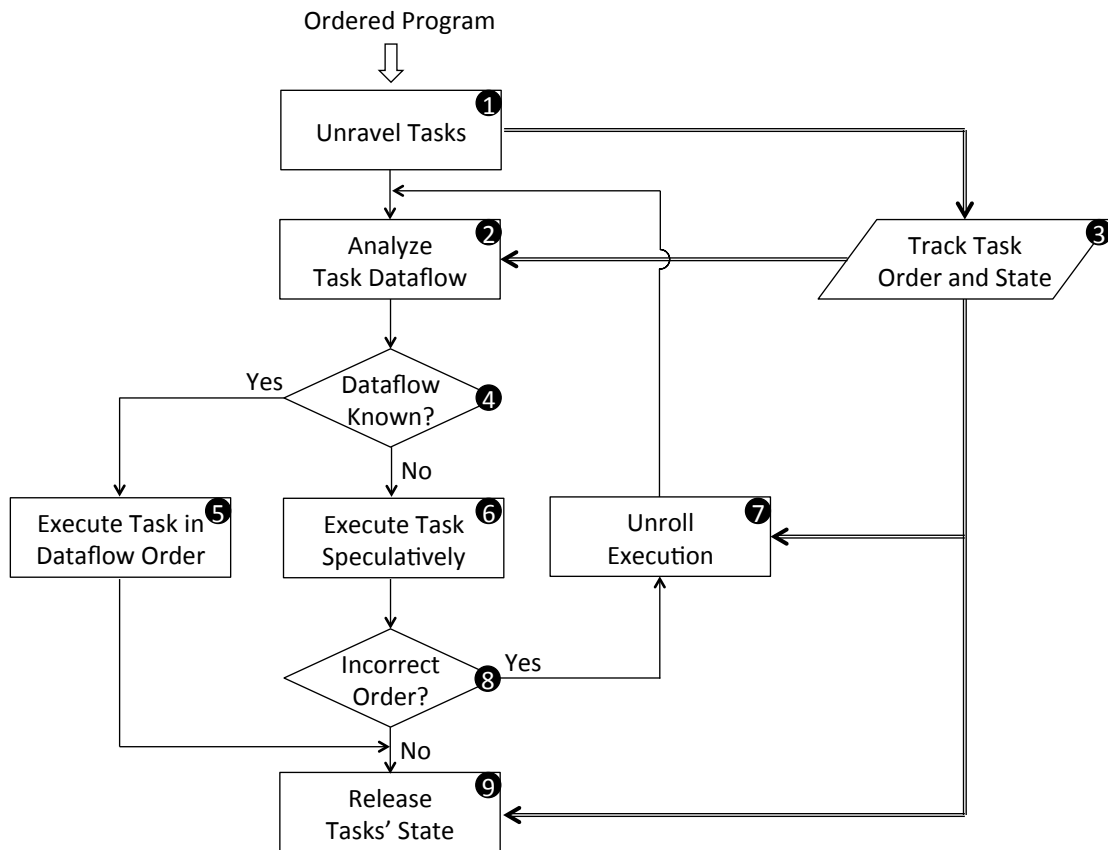 Ordered Program
1
Unravel Tasks
2
Analyze
Task Dataflow
3
Track Task
Order and State
Yes
Dataflow
Known?
4
No
5
Execute Task in
Dataflow Order
6
Execute Task
Speculatively
7
Unroll
Execution
Incorrect
Order?
8
Yes
No
9
Release
Tasks’ State